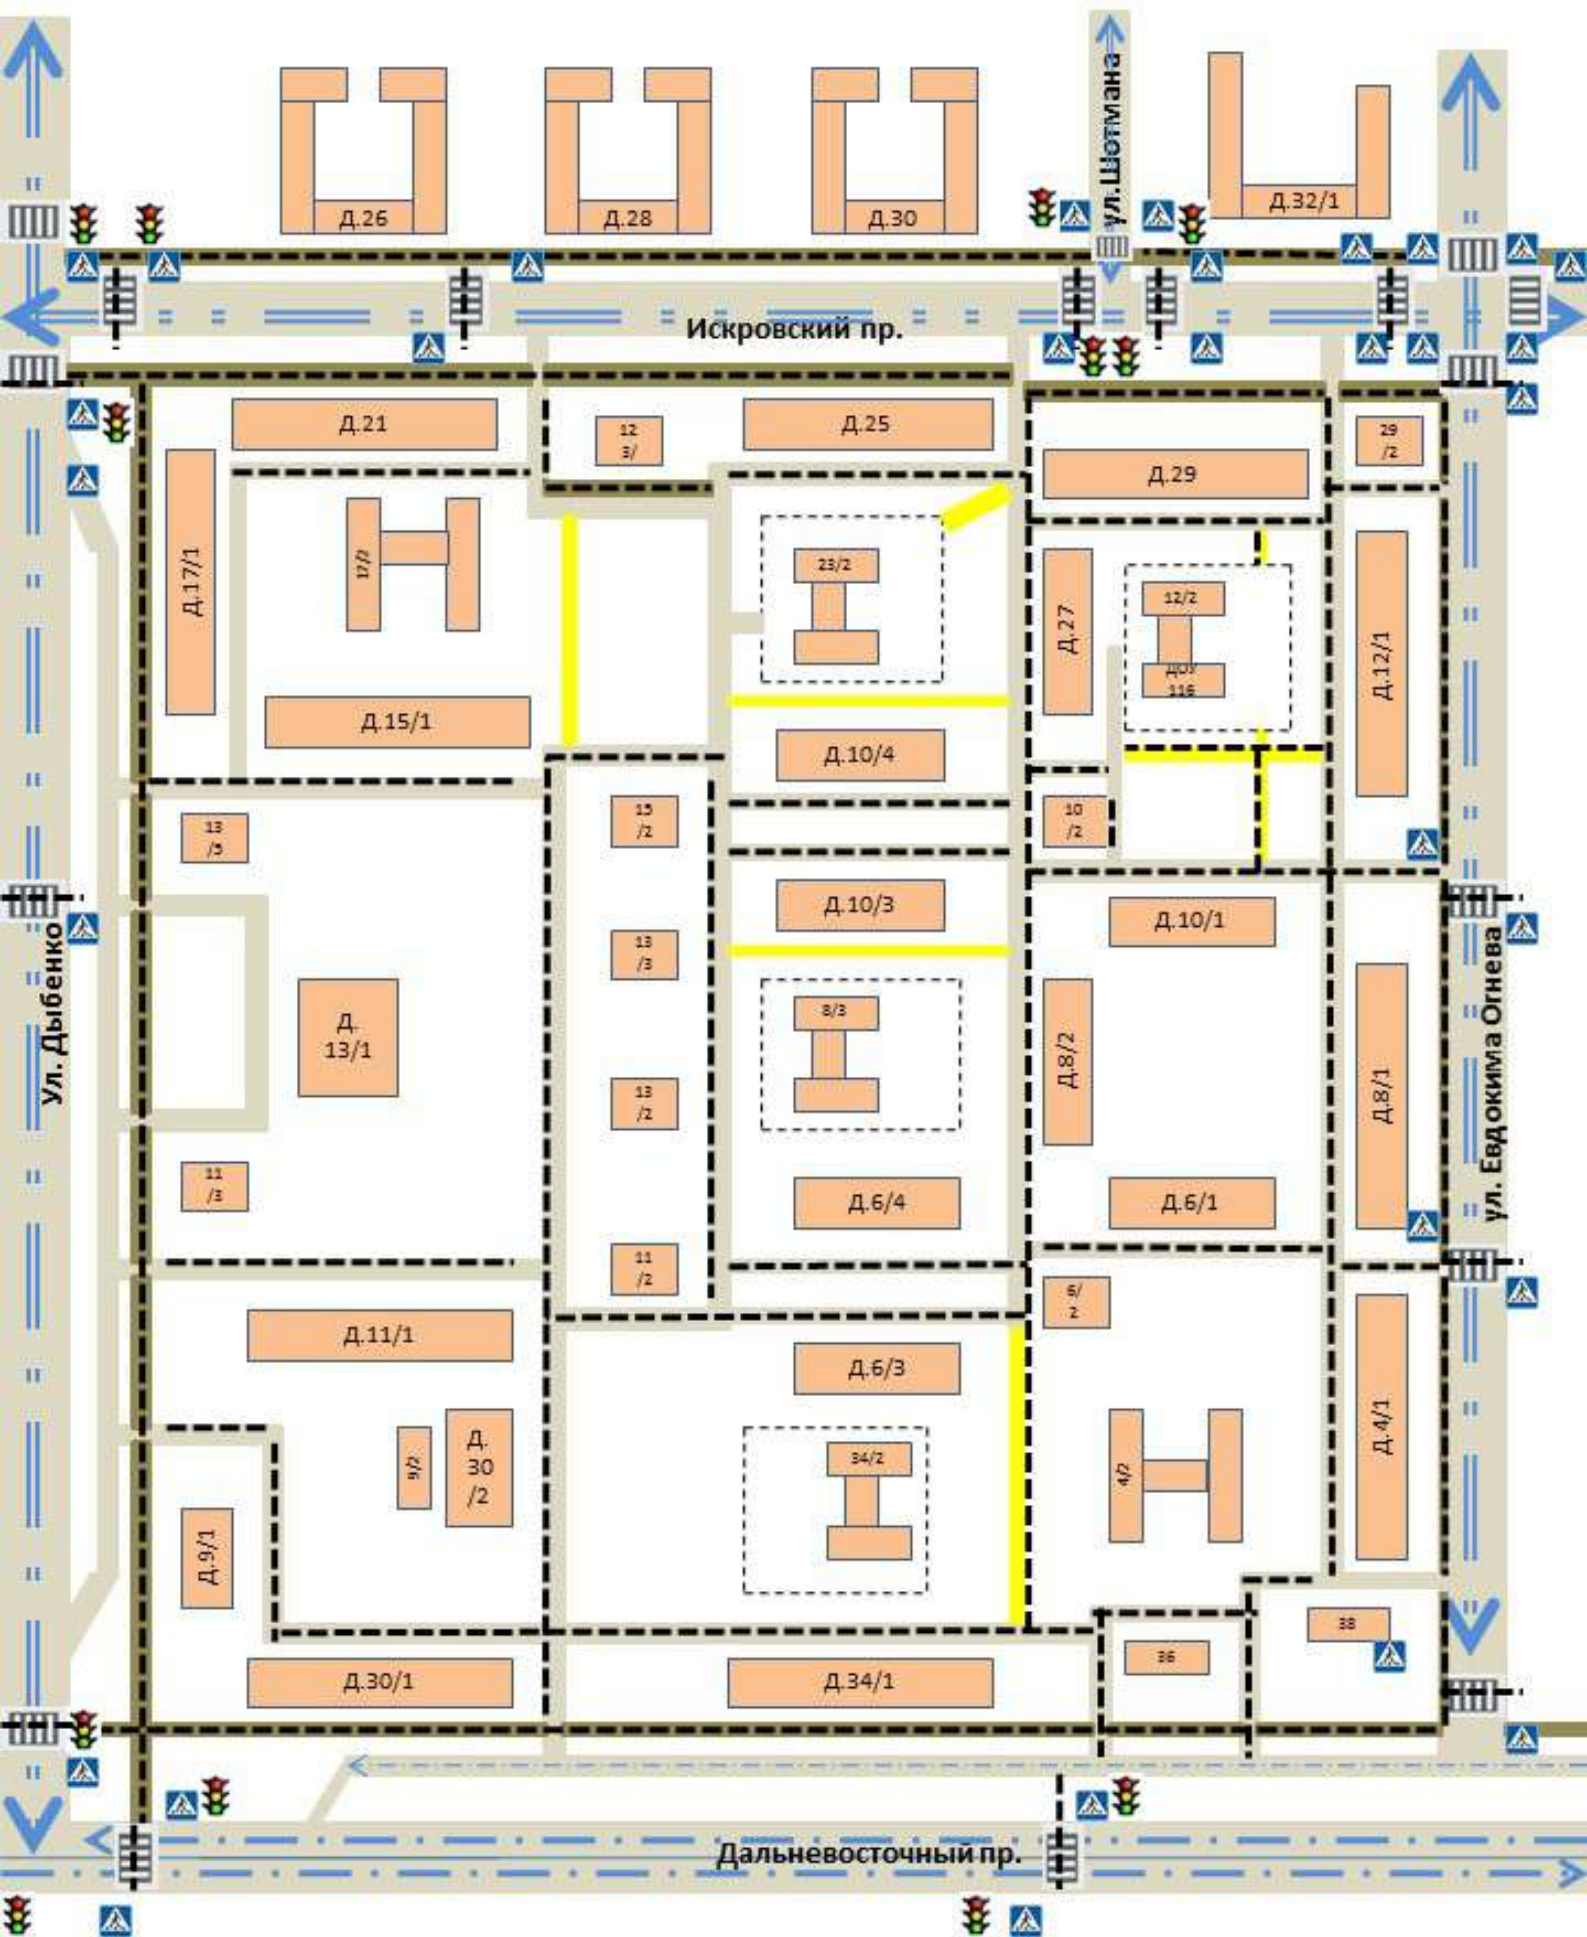 ул.Шотмана
Д.26
Д.28
Д.30
Д.32/1
Искровский пр.
Д.21
12
3/
Д.25
29
/2
Д.29
Д.17/1
17/2
23/2
Д.27
12/2
ДОУ
116
Д.12/1
Д.15/1
Д.10/4
15
/2
10
/2
13
/5
Д.10/3
Д.10/1
13
/3
Ул. Дыбенко
Д.
13/1
8/3
Д.8/2
Д.8/1
ул. Евдокима Огнева
13
/2
11
/3
Д.6/4
Д.6/1
11
/2
6/
2
Д.11/1
Д.6/3
Д.4/1
9/2
Д.
30
/2
34/2
4/2
Д.9/1
38
36
Д.30/1
Д.34/1
Дальневосточный пр.